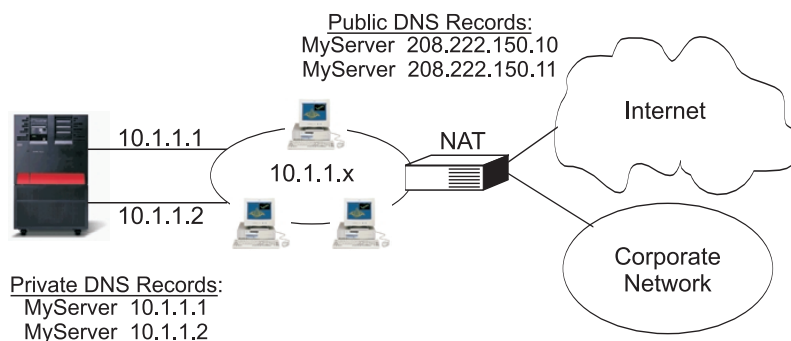 Public DNS Records:
MyServer 208.222.150.10
MyServer 208.222.150.11
Internet
NAT
10.1.1.1
10.1.1.x
10.1.1.2
Corporate
Network
Private DNS Records:
MyServer 10.1.1.1
MyServer 10.1.1.2